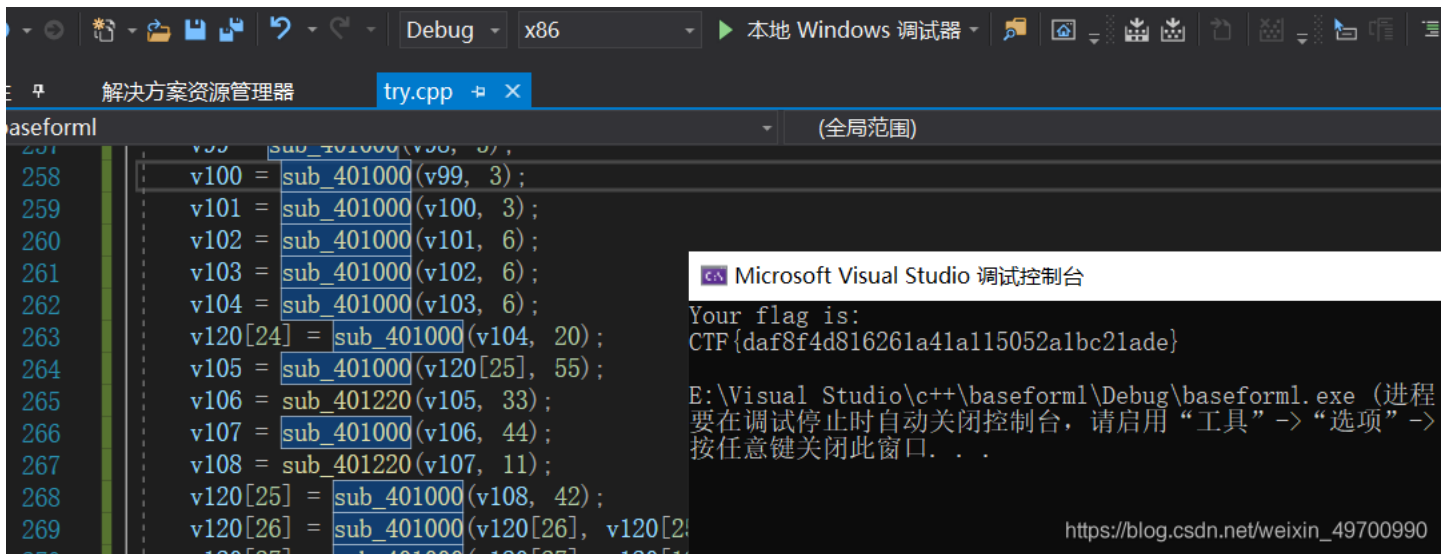 Debug x86 本地 Windows 调试器
解决方案资源管理器 try.cpp
baseforml (全局范围)
257 v99 = sub_401000(v98, 3);
258 v100 = sub_401000(v99, 3);
259 v101 = sub_401000(v100, 3);
260 v102 = sub_401000(v101, 6);
261 v103 = sub_401000(v102, 6);
262 v104 = sub_401000(v103, 6);
263 v120[24] = sub_401000(v104, 20);
264 v105 = sub_401000(v120[25], 55);
265 v106 = sub_401220(v105, 33);
266 v107 = sub_401000(v106, 44);
267 v108 = sub_401220(v107, 11);
268 v120[25] = sub_401000(v108, 42);
269 v120[26] = sub_401000(v120[26], v120[25
Microsoft Visual Studio 调试控制台
Your flag is:
CTF{daf8f4d816261a41a115052a1bc21ade}
E:\Visual Studio\c++\baseforml\Debug\baseforml.exe (进程
要在调试停止时自动关闭控制台，请启用“工具”->“选项”->
按任意键关闭此窗口. . .
https://blog.csdn.net/weixin_49700990